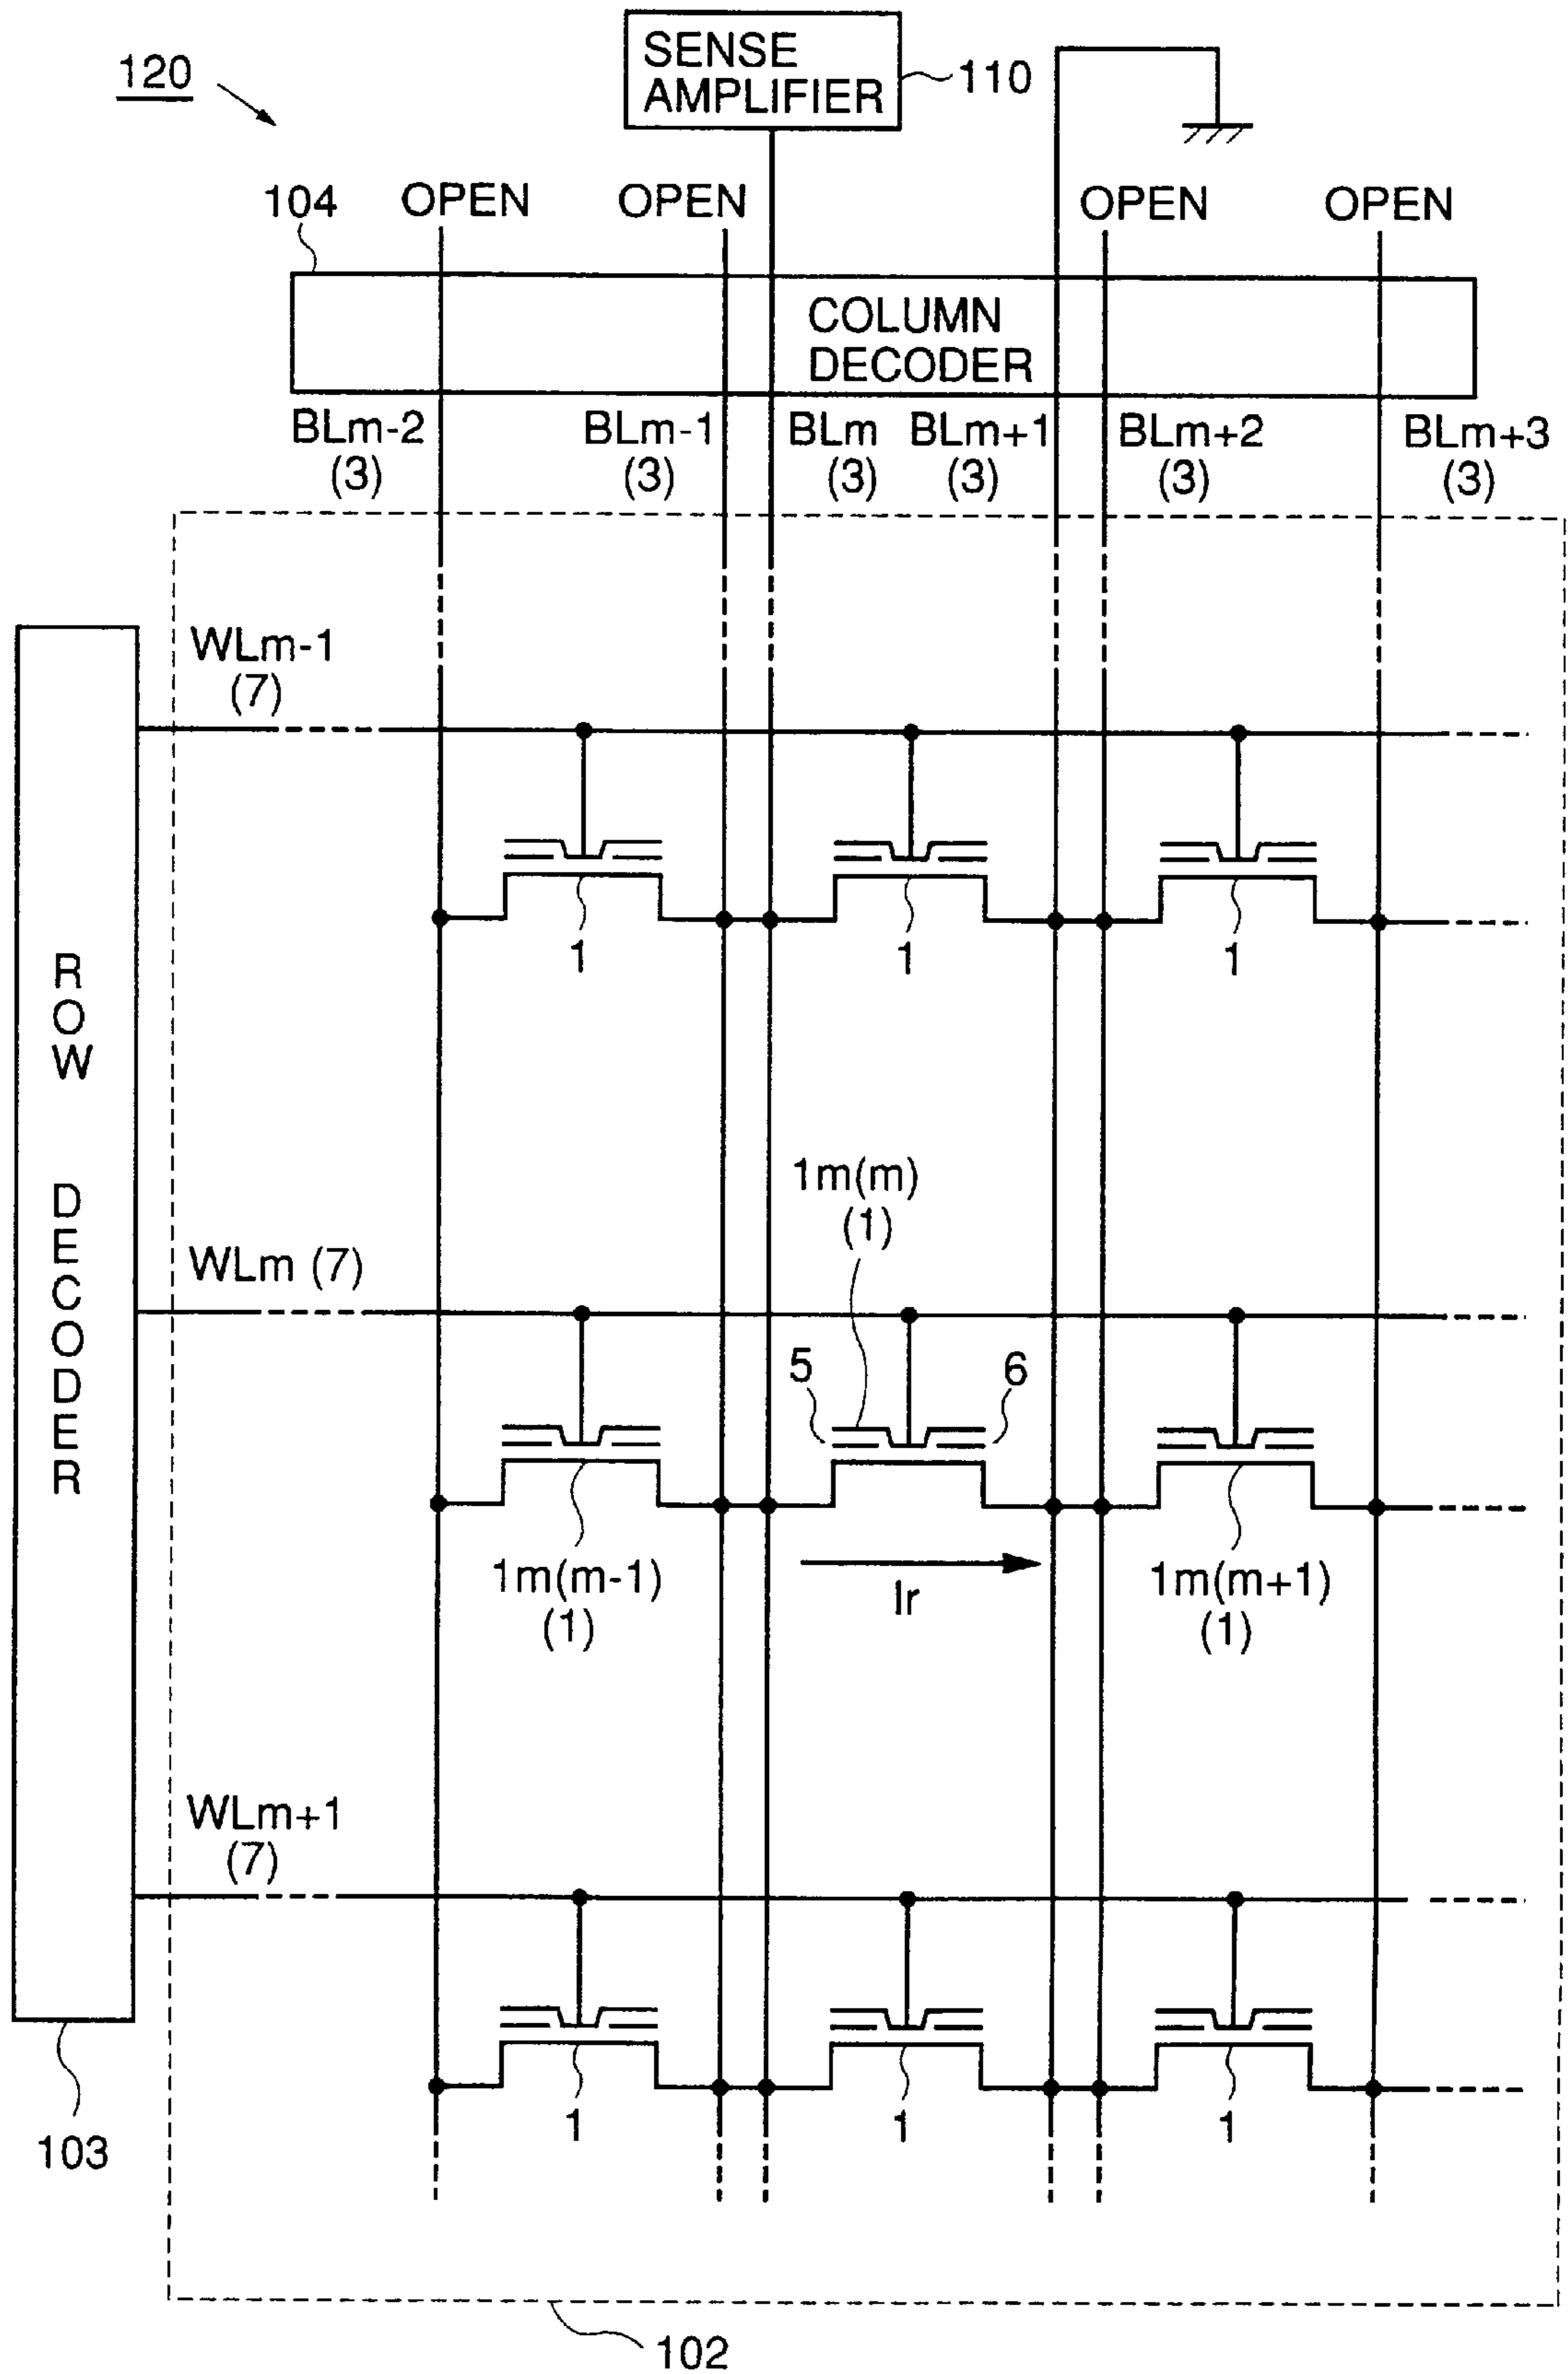 120
SENSE
AMPLIFIER
110
104
OPEN
OPEN
OPEN
OPEN
COLUMN
DECODER
BLm-2
(3)
BLm-1
(3)
BLm
(3)
BLm+1
(3)
BLm+2
(3)
BLm+3
(3)
WLm-1
(7)
1
1
1
ROW DECODER
1m(m)
(1)
WLm (7)
5
6
1m(m-1)
(1)
Ir
1m(m+1)
(1)
WLm+1
(7)
1
1
1
103
102